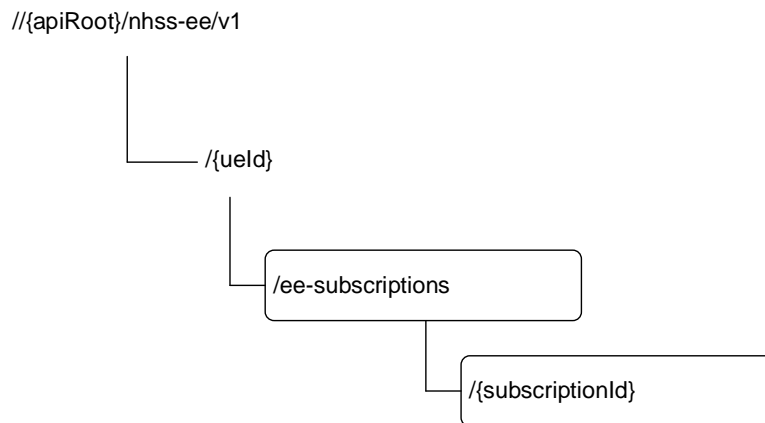 //{apiRoot}/nhss-ee/v1
/{ueId}
/ee-subscriptions
/{subscriptionId}